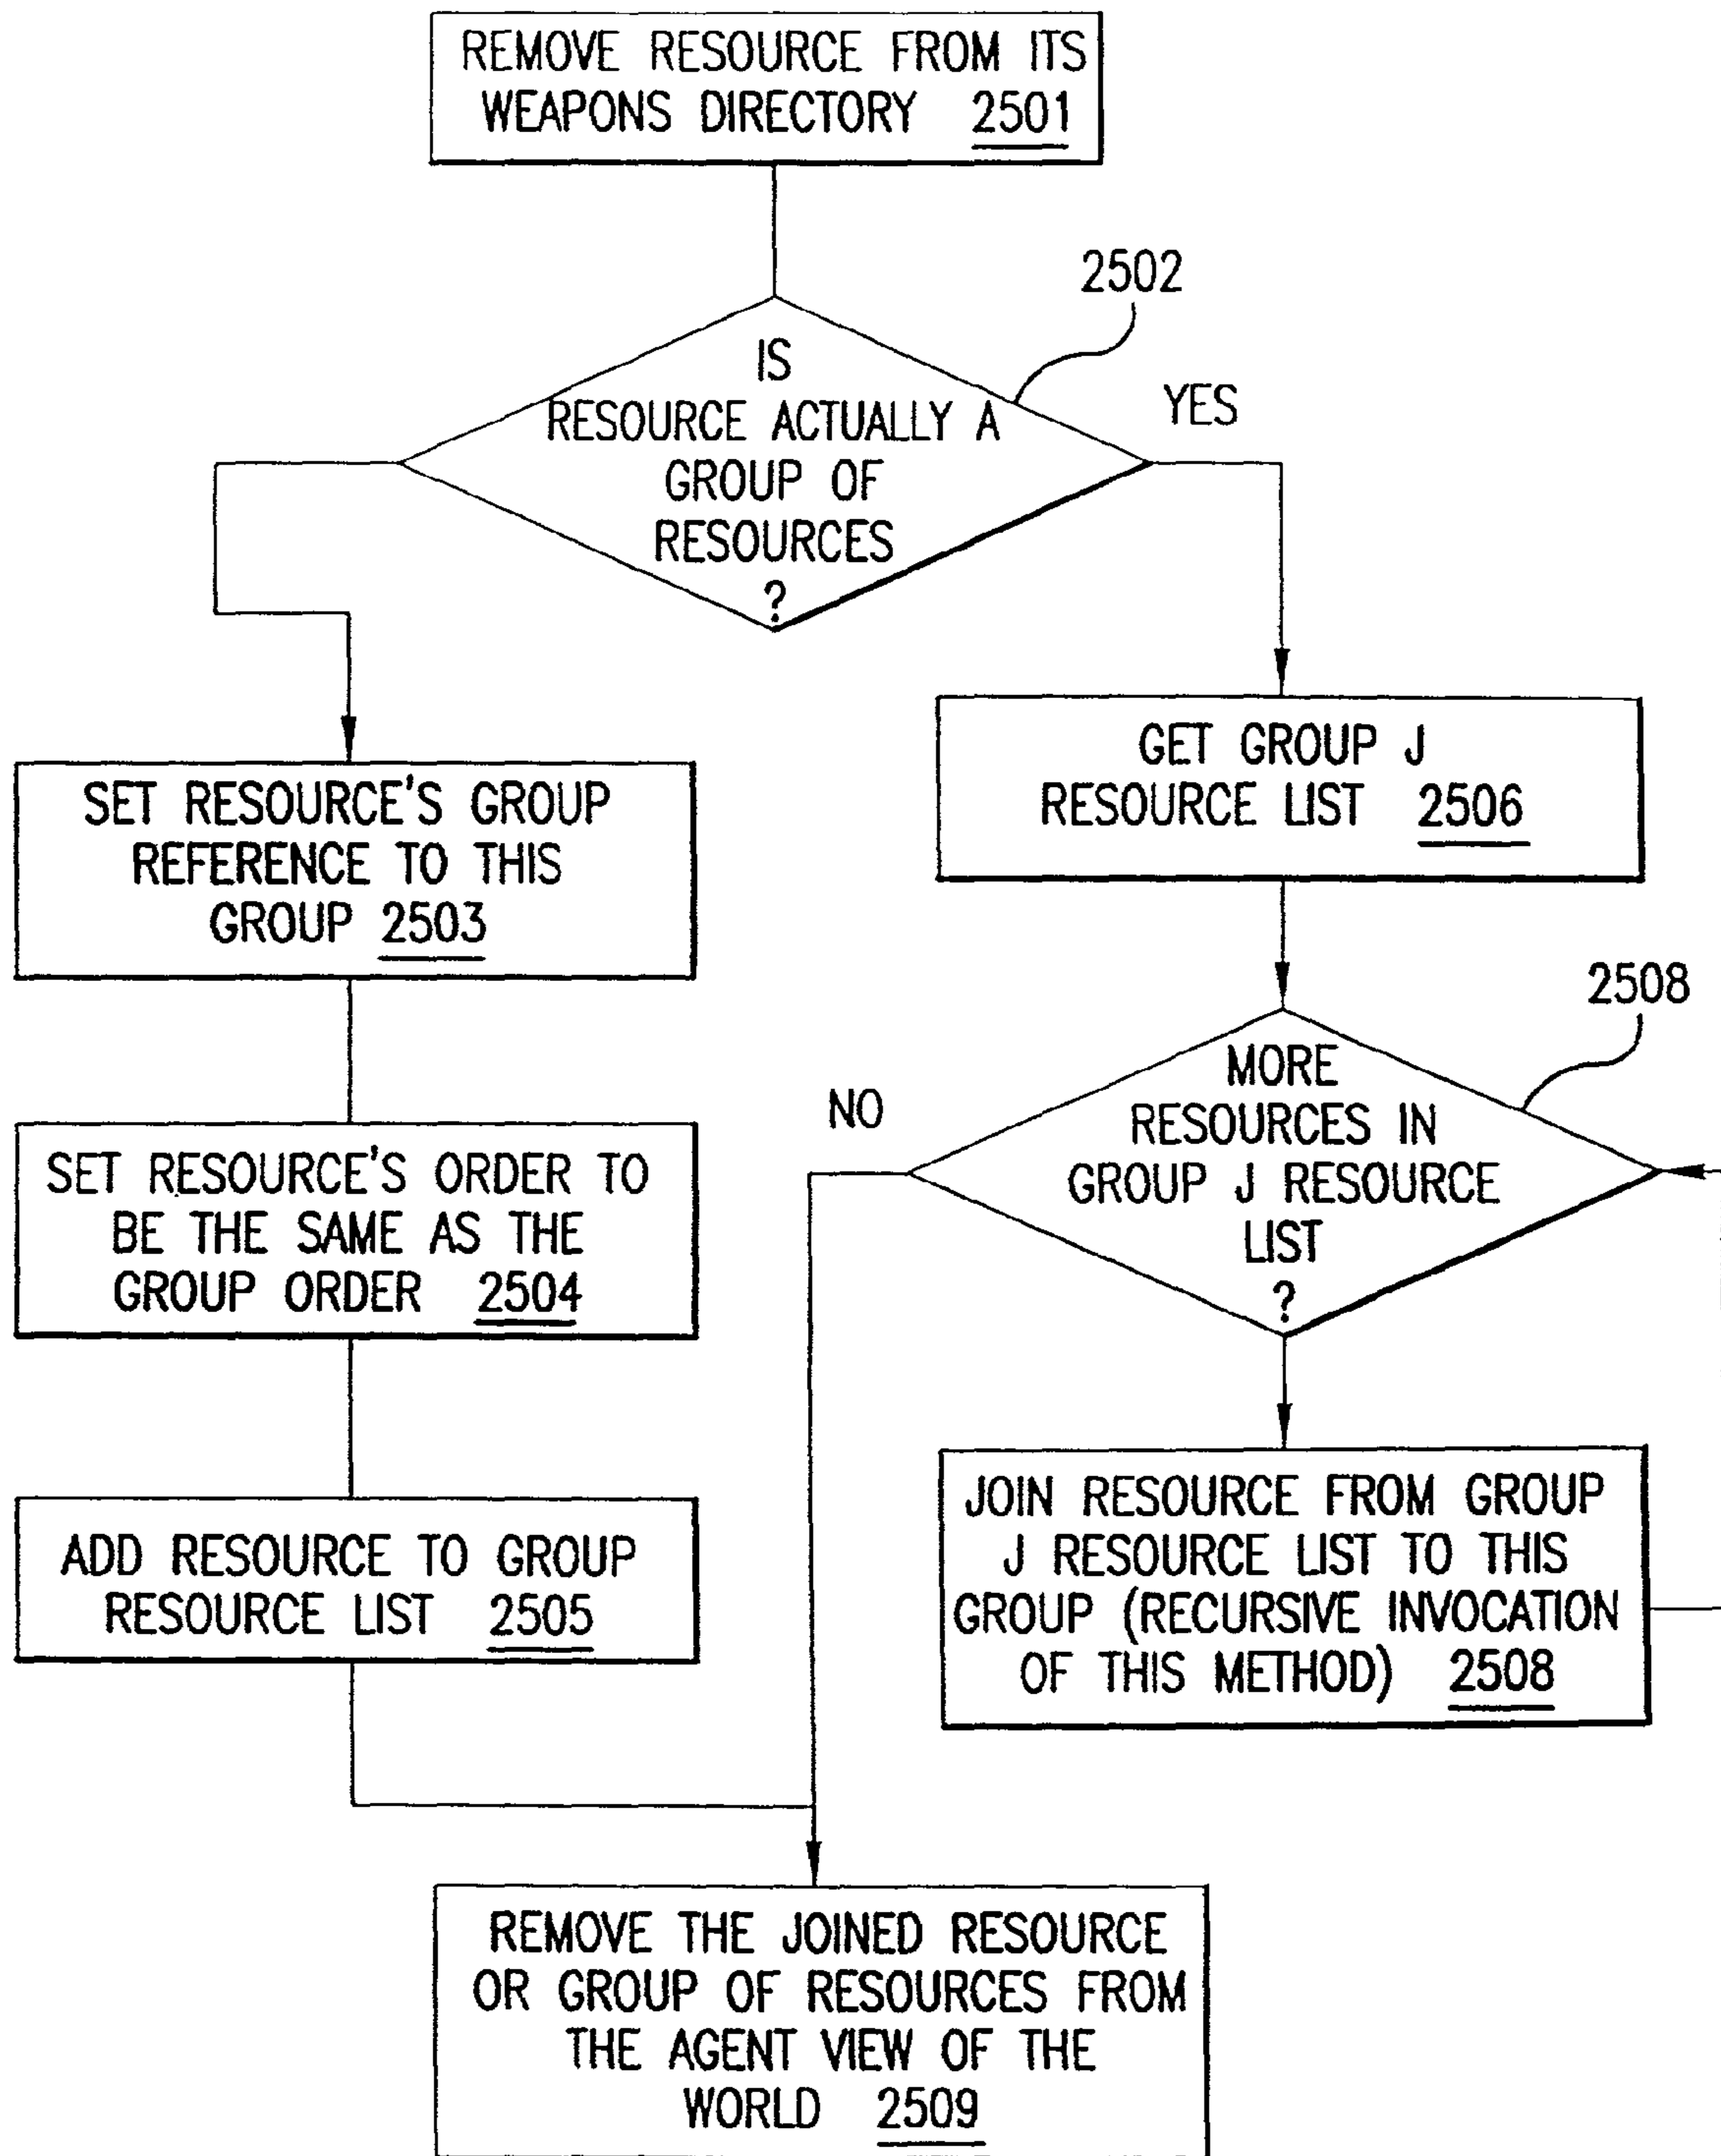 REMOVE RESOURCE FROM ITS
WEAPONS DIRECTORY 2501
2502
IS
RESOURCE ACTUALLY A
GROUP OF
RESOURCES
?
YES
SET RESOURCE'S GROUP
REFERENCE TO THIS
GROUP 2503
SET RESOURCE'S ORDER TO
BE THE SAME AS THE
GROUP ORDER 2504
ADD RESOURCE TO GROUP
RESOURCE LIST 2505
GET GROUP J
RESOURCE LIST 2506
2508
MORE
RESOURCES IN
GROUP J RESOURCE
LIST
?
NO
JOIN RESOURCE FROM GROUP
J RESOURCE LIST TO THIS
GROUP (RECURSIVE INVOCATION
OF THIS METHOD) 2508
REMOVE THE JOINED RESOURCE
OR GROUP OF RESOURCES FROM
THE AGENT VIEW OF THE
WORLD 2509